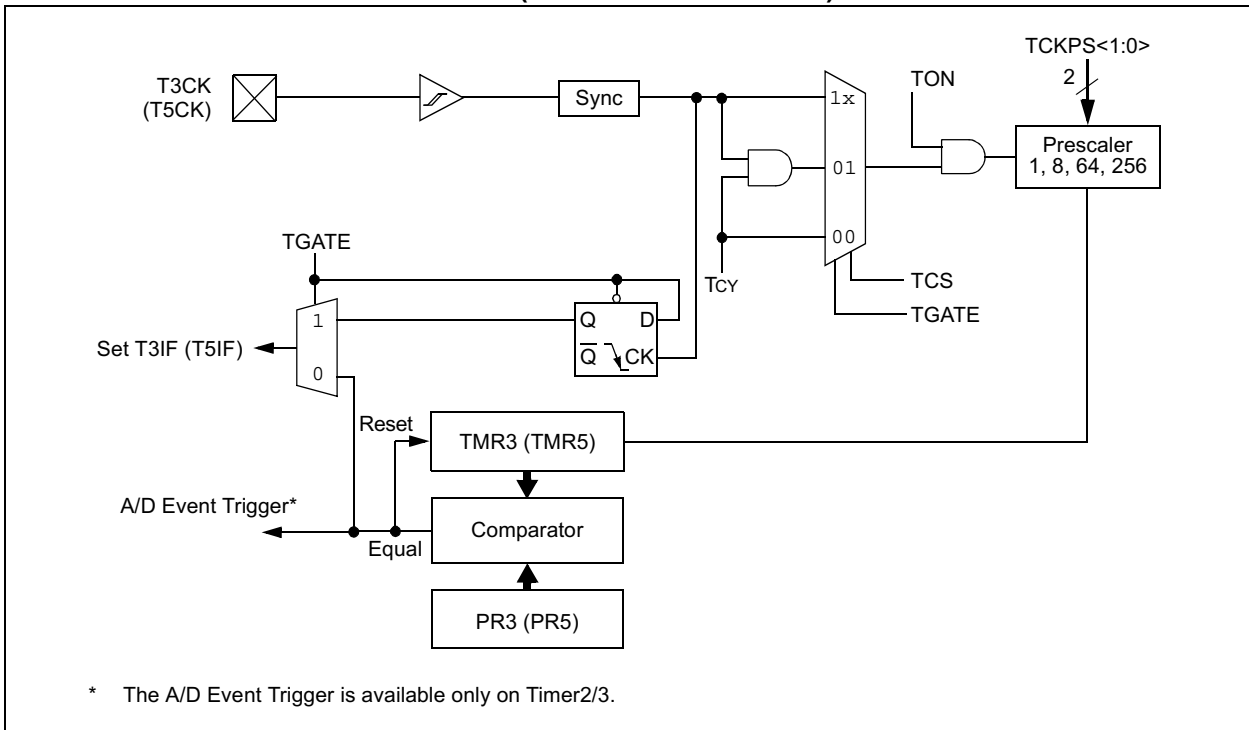 TCKPS<1:0>
2
T3CK
(T5CK)
Sync
1x
TON
Prescaler
1, 8, 64, 256
01
00
TGATE
TCY
TCS
TGATE
1
Q
D
Set T3IF (T5IF)
Q
CK
0
Reset
TMR3 (TMR5)
A/D Event Trigger*
Comparator
Equal
PR3 (PR5)
* The A/D Event Trigger is available only on Timer2/3.